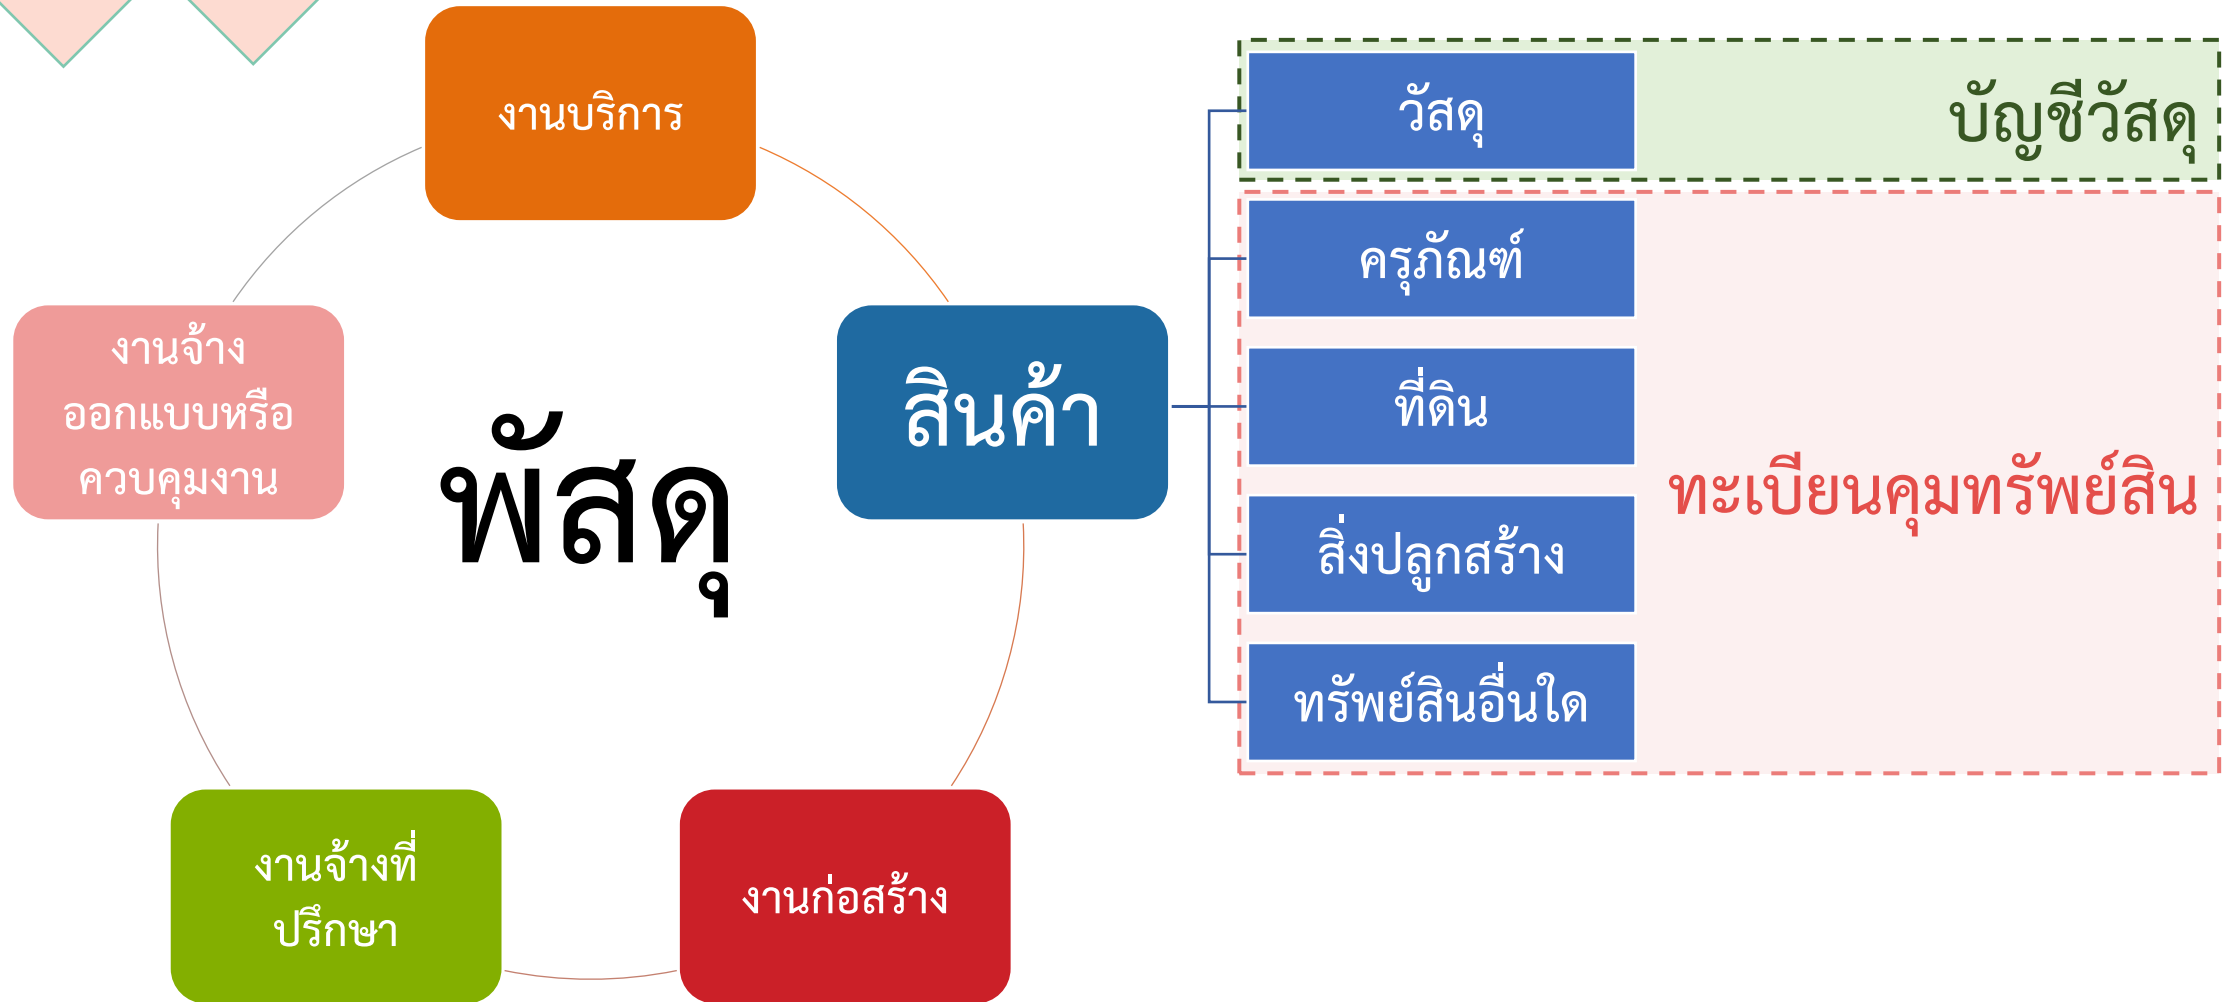 งานบริการ
งานจ้าง
ออกแบบหรือ
ควบคุมงาน
พัสดุ
สินค้า
งานจ้างที่
ปรึกษา
งานก่อสร้าง
วัสดุ
บัญชีวัสดุ
ครุภัณฑ์
ที่ดิน
สิ่งปลูกสร้าง
ทรัพย์สินอื่นใด
ทะเบียนคุมทรัพย์สิน